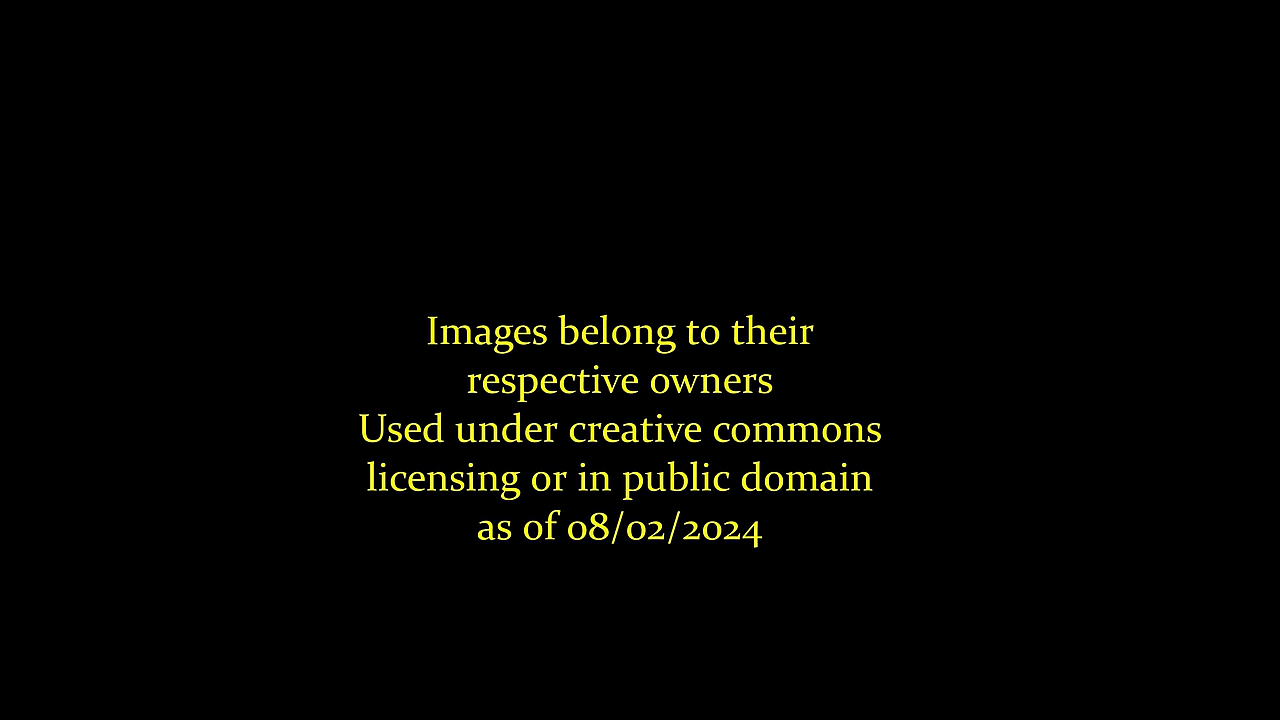 Images belong to their
respective owners
Used under creative commons
licensing or in public domain
as of 08/02/2024